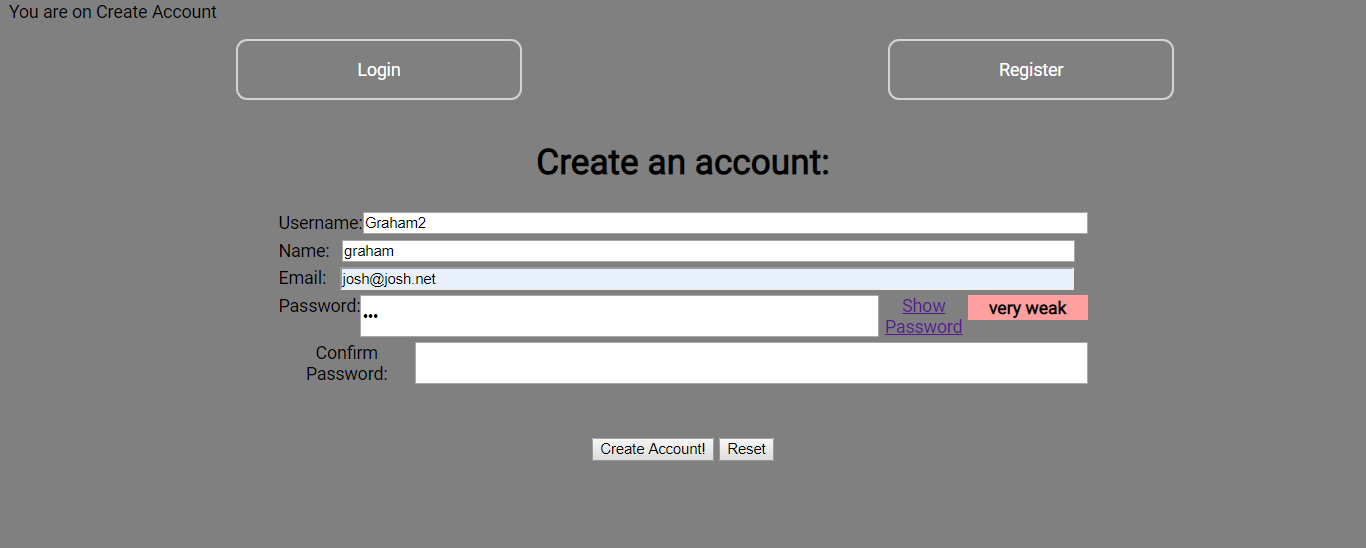 You are on Create Account
Login
Register
Create an account:
Username: Graham2
Name: graham
Email: josh@josh.net
Password: ••• Show very weak
Password
Confirm
Password:
Create Account! Reset